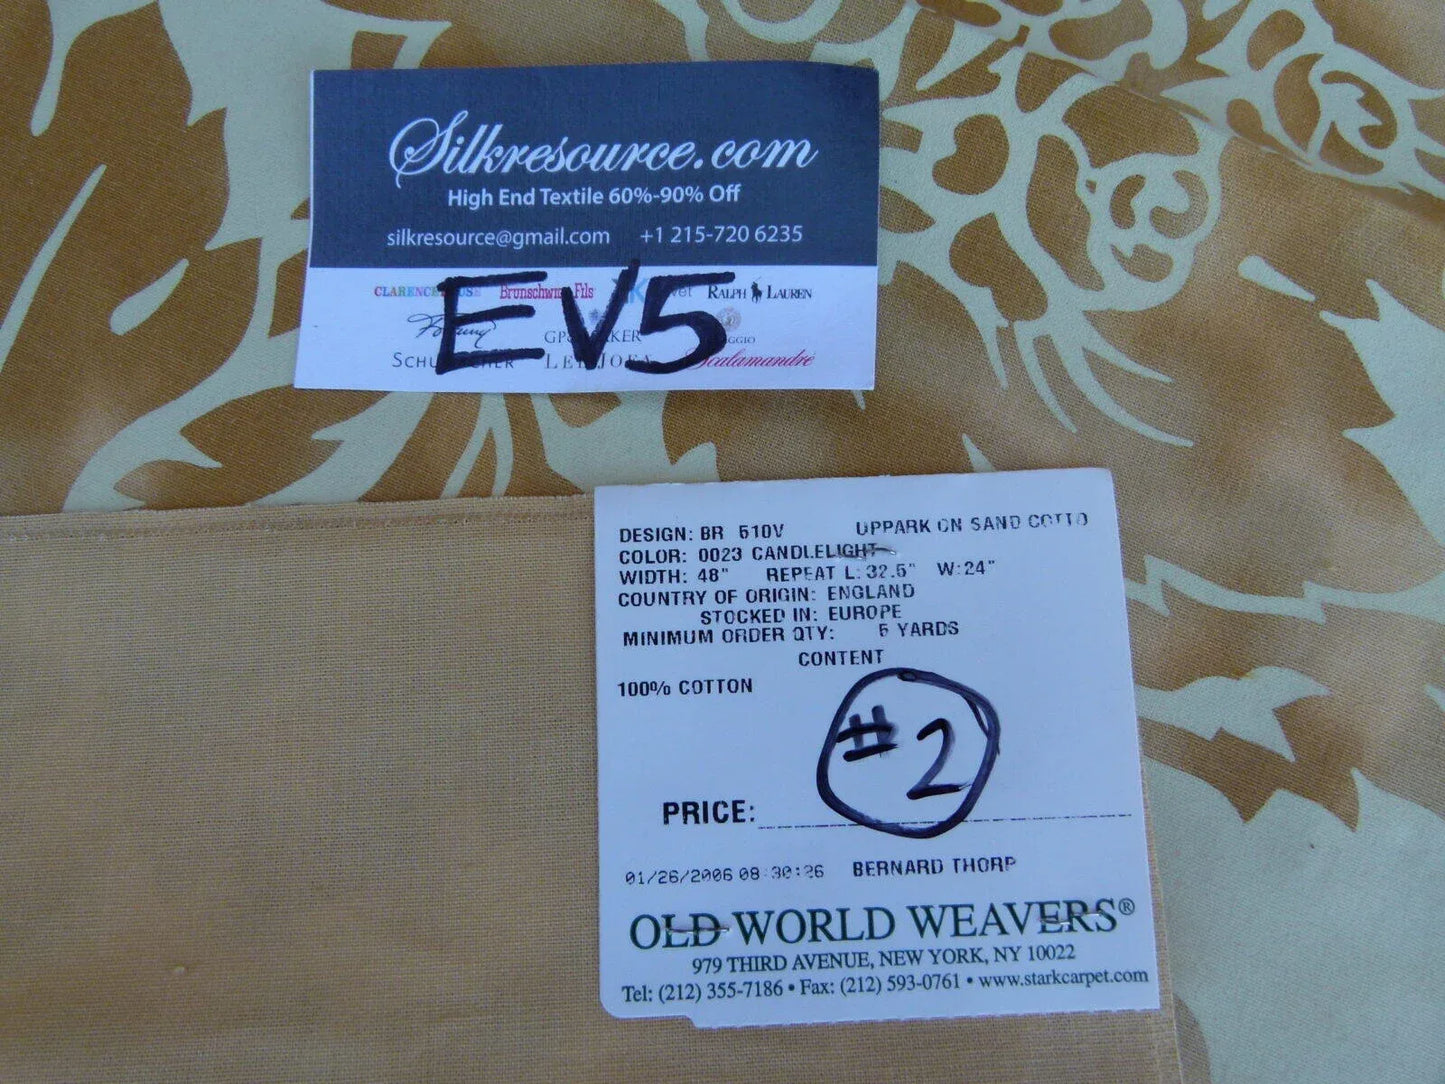 Silkresource.com
High End Textile 60%-90% Off
silkresource@gmail.com +1 215-720 6235
EV5
RALPH LAUREN
Scalamandré
DESIGN: BR 510V UPPARK ON SAND COTTO
COLOR: 0023 CANDLELIGHT
WIDTH: 48" REPEAT L: 32.5" W:24"
COUNTRY OF ORIGIN: ENGLAND
STOCKED IN: EUROPE
MINIMUM ORDER QTY: 5 YARDS
CONTENT
100% COTTON
#2
PRICE:
01/26/2006 08:30:26 BERNARD THORP
OLD WORLD WEAVERS®
979 THIRD AVENUE, NEW YORK, NY 10022
Tel: (212) 355-7186 • Fax: (212) 593-0761 • www.starkcarpet.com